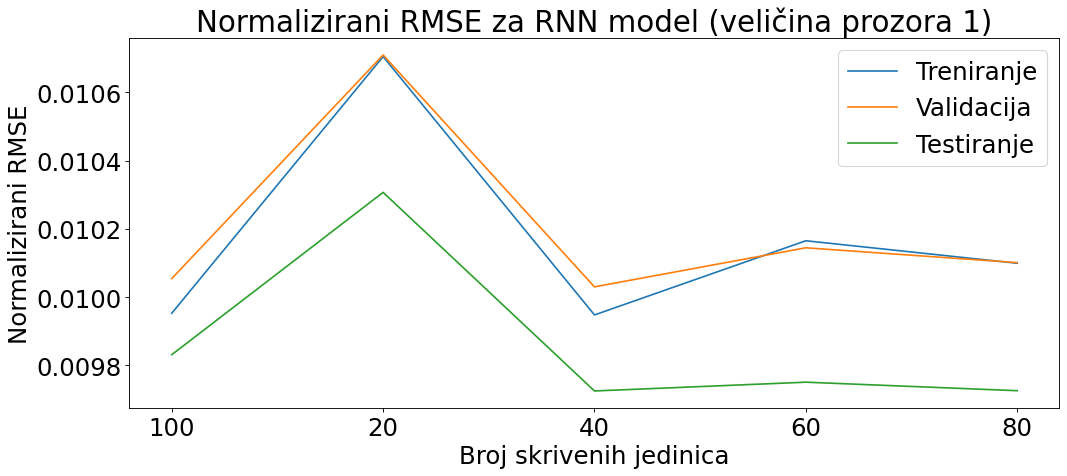 Normalizirani RMSE za RNN model (veličina prozora 1)
Normalizirani RMSE
0.0106
0.0104
0.0102
0.0100
0.0098
Treniranje
Validacija
Testiranje
100 20 40 60 80
Broj skrivenih jedinica